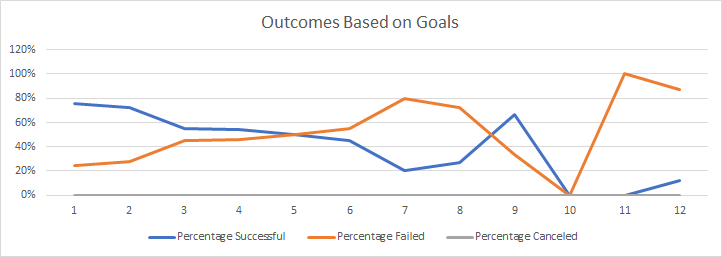 Outcomes Based on Goals
120%
100%
80%
60%
40%
20%
0%
1 2 3 4 5 6 7 8 9 10 11 12
Percentage Successful Percentage Failed Percentage Canceled